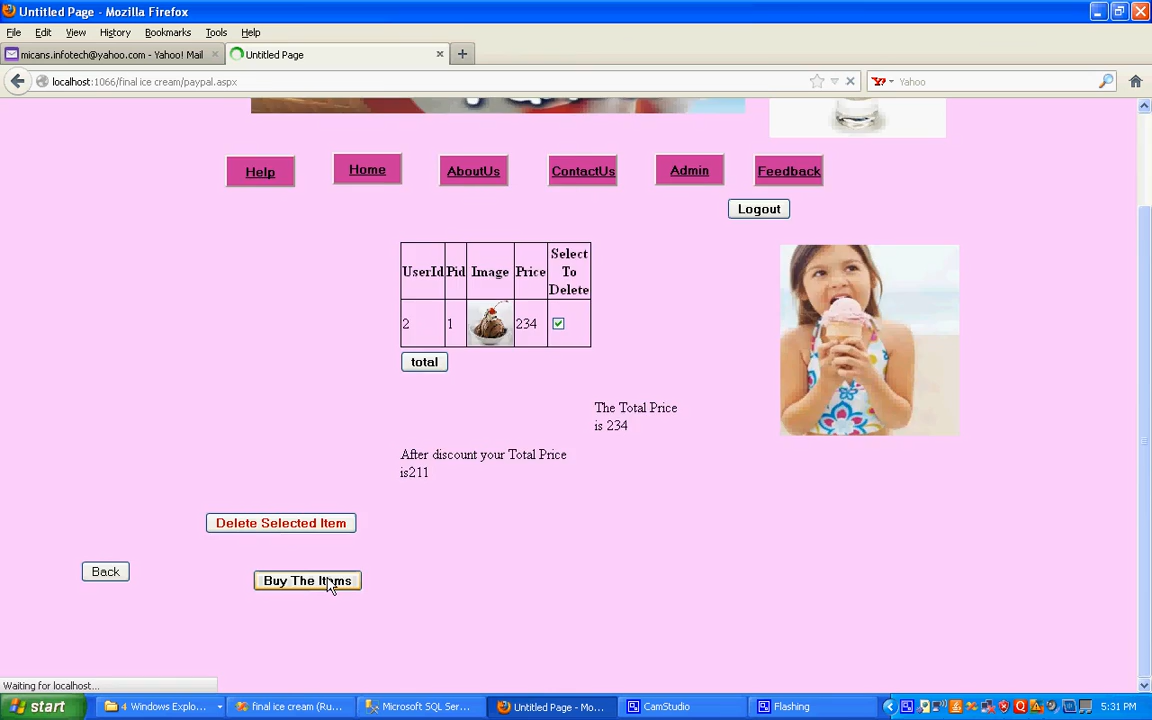 Untitled Page - Mozilla Firefox
File Edit View History Bookmarks Tools Help
micans.infotech@yahoo.com - Yahoo! Mail
Untitled Page
localhost:1066/final ice cream/paypal.aspx
Yahoo
Help
Home
AboutUs
ContactUs
Admin
Feedback
Logout
UserId Pid Image Price Select To Delete
2 1 234
total
The Total Price
is 234
After discount your Total Price
is211
Delete Selected Item
Back
Buy The Items
Waiting for localhost...
start
4 Windows Explo...
final ice cream (Ru...
Microsoft SQL Serv...
Untitled Page - Mo...
CamStudio
Flashing
5:31 PM